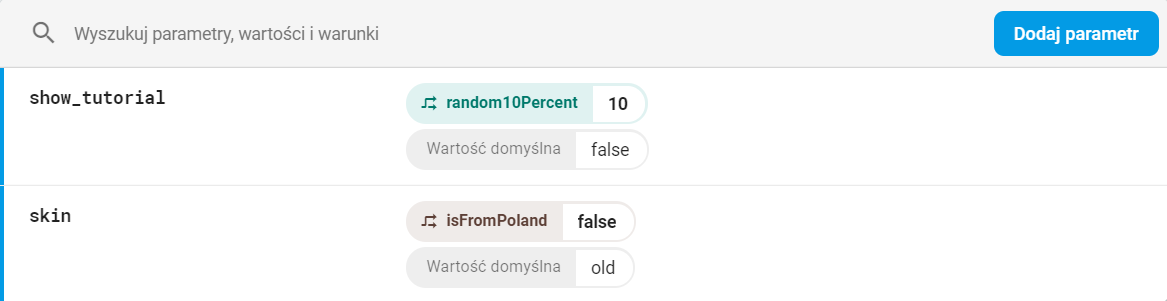 Wyszukuj parametry, wartości i warunki
Dodaj parametr
show_tutorial
random10Percent 10
Wartość domyślna false
skin
isFromPoland false
Wartość domyślna old